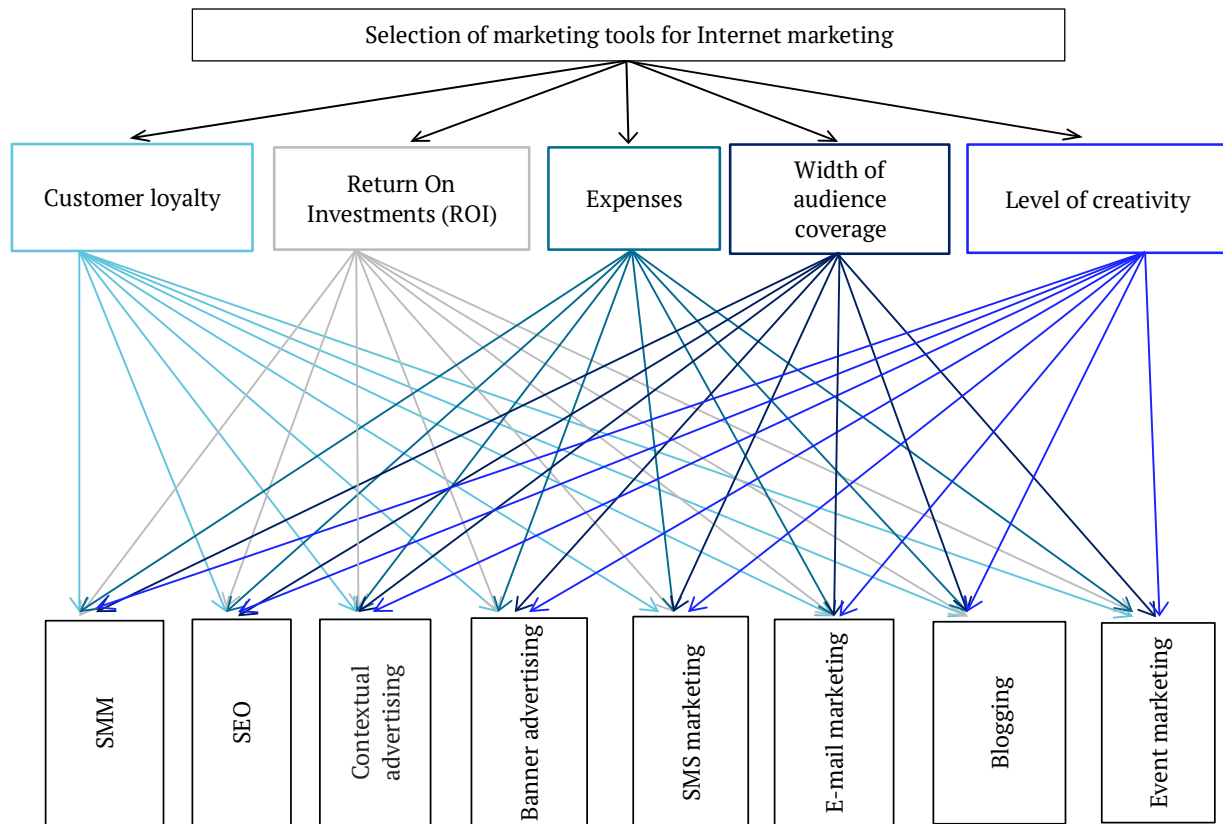 Selection of marketing tools for Internet marketing
Customer loyalty
Return On
Investments (ROI)
Expenses
Width of
audience
coverage
Level of creativity
SMM
SEO
Contextual
advertising
Banner advertising
SMS marketing
E-mail marketing
Blogging
Event marketing